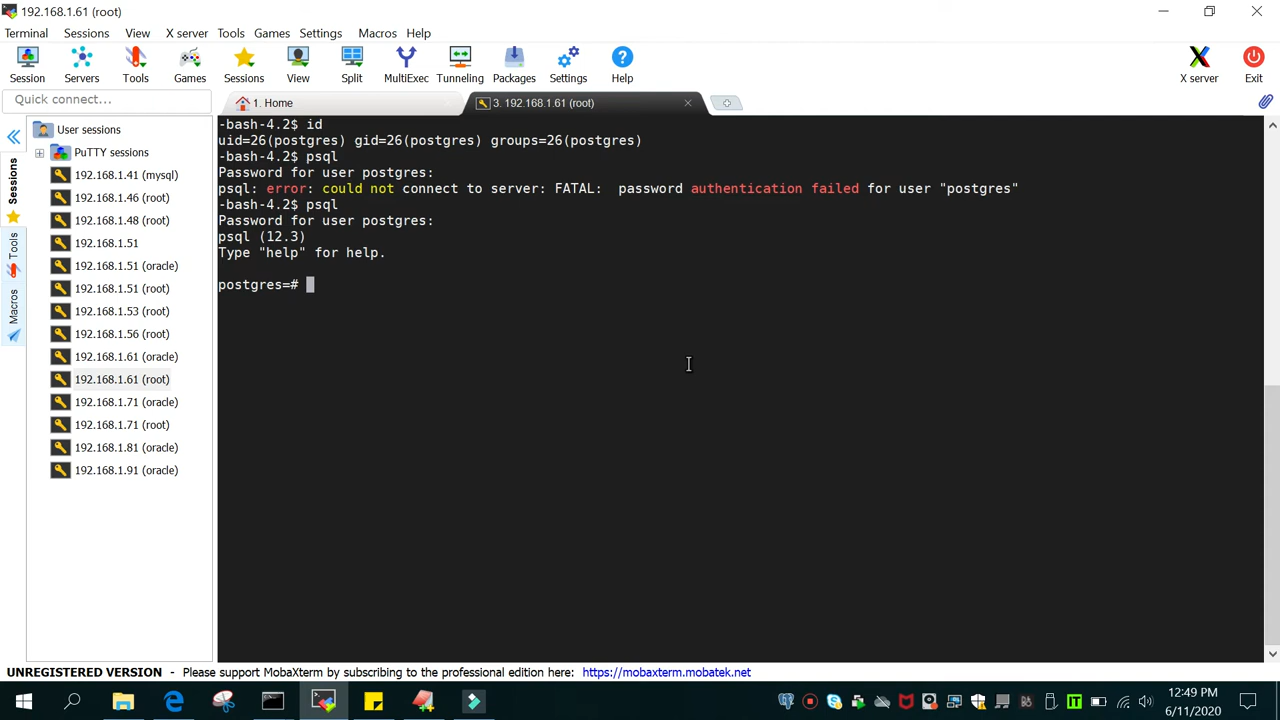 192.168.1.61 (root)
Terminal Sessions View X server Tools Games Settings Macros Help
Session Servers Tools Games Sessions View Split MultiExec Tunneling Packages Settings Help X server Exit
Quick connect...
1. Home
3. 192.168.1.61 (root)
Sessions
Tools
Macros
User sessions
PuTTY sessions
192.168.1.41 (mysql)
192.168.1.46 (root)
192.168.1.48 (root)
192.168.1.51
192.168.1.51 (oracle)
192.168.1.51 (root)
192.168.1.53 (root)
192.168.1.56 (root)
192.168.1.61 (oracle)
192.168.1.61 (root)
192.168.1.71 (oracle)
192.168.1.71 (root)
192.168.1.81 (oracle)
192.168.1.91 (oracle)
-bash-4.2$ id
uid=26(postgres) gid=26(postgres) groups=26(postgres)
-bash-4.2$ psql
Password for user postgres:
psql: error: could not connect to server: FATAL:  password authentication failed for user "postgres"
-bash-4.2$ psql
Password for user postgres:
psql (12.3)
Type "help" for help.
postgres=#
UNREGISTERED VERSION - Please support MobaXterm by subscribing to the professional edition here: https://mobaxterm.mobatek.net
12:49 PM
6/11/2020